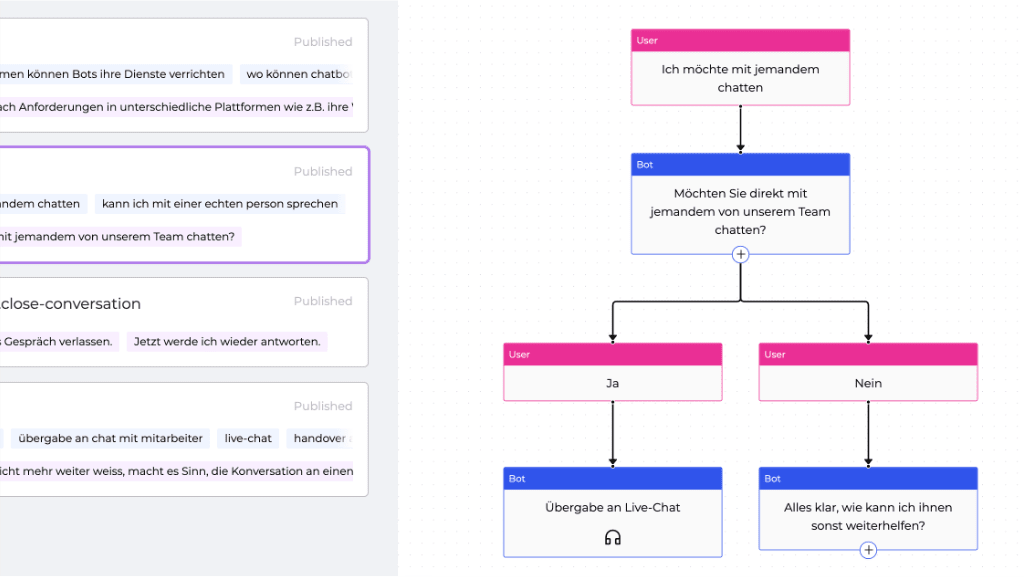 Published
men können Bots ihre Dienste verrichten
wo können
ach Anforderungen in unterschiedliche Plattformen wie z.B. ihre
Published
chatten
kann ich mit einer echten person sprechen
mit jemandem von unserem Team chatten?
.close-conversation
Published
Gespräch verlassen.
Jetzt werde ich wieder antworten.
Published
übergabe an chat mit mitarbeiter
live-chat
handover
mehr weiter weiss, macht es Sinn, die Konversation an einen
User
Ich möchte mit jemandem
chatten
Bot
Möchten Sie direkt mit
jemandem von unserem Team
chatten?
User
Ja
User
Nein
Bot
Übergabe an Live-Chat
Bot
Alles klar, wie kann ich ihnen
sonst weiterhelfen?